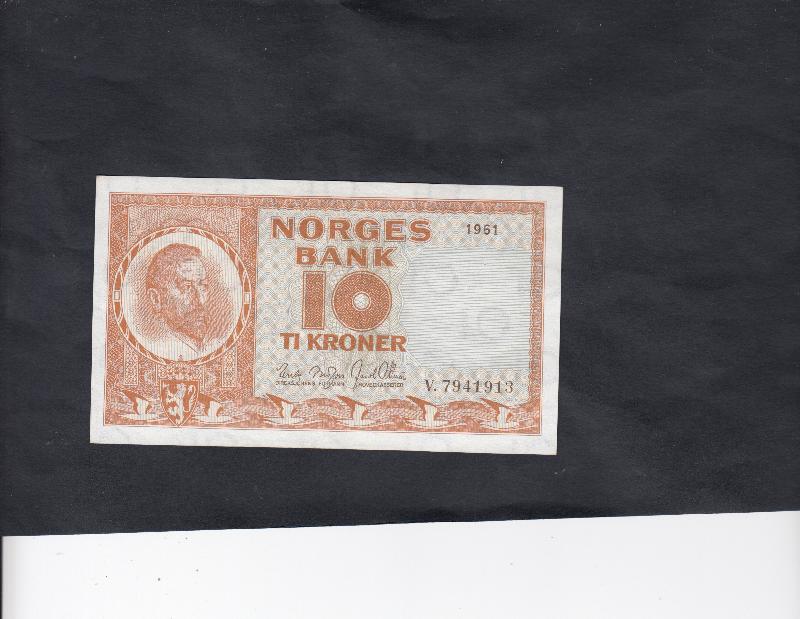 NORGES
BANK
1961
10
TI KRONER
V. 7941913